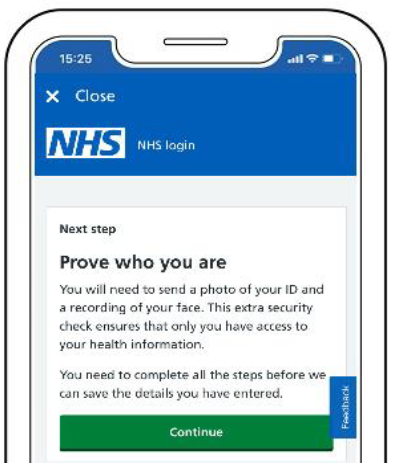 15:25
X Close
NHS NHS login
Next step
Prove who you are
You will need to send a photo of your ID and
a recording of your face. This extra security
check ensures that only you have access to
your health information.
You need to complete all the steps before we
can save the details you have entered.
Feedback
Continue